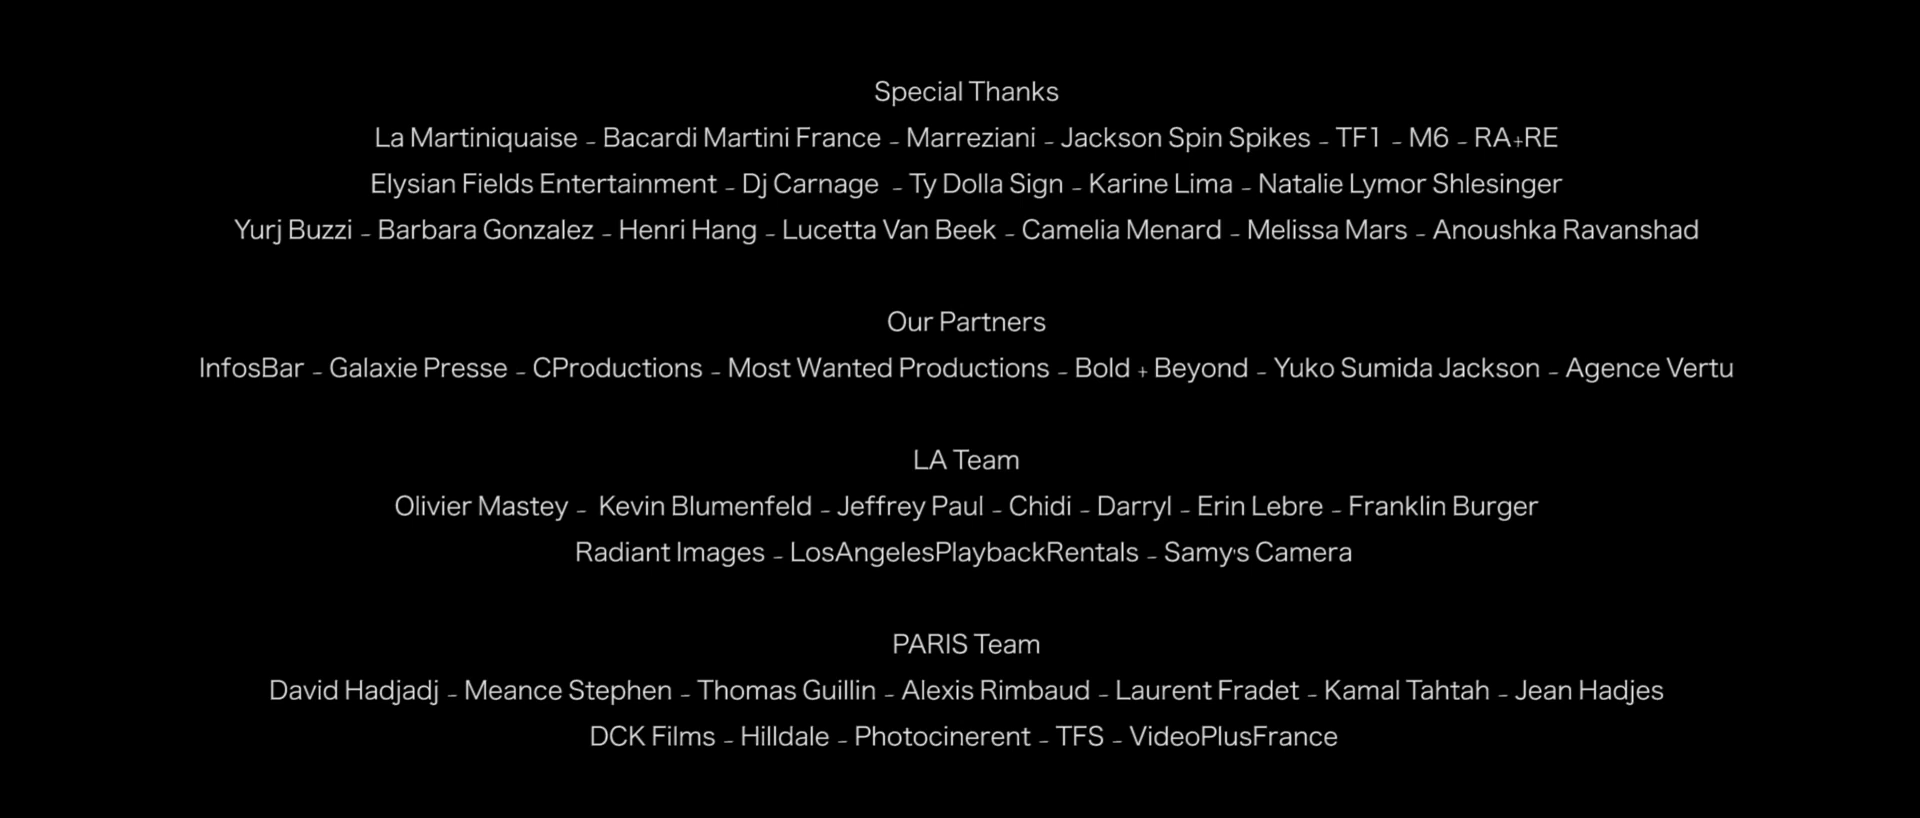 Special Thanks
La Martiniquaise - Bacardi Martini France - Marreziani - Jackson Spin Spikes - TF1 - M6 - RA+RE
Elysian Fields Entertainment - Dj Carnage - Ty Dolla Sign - Karine Lima - Natalie Lymor Shlesinger
Yurj Buzzi - Barbara Gonzalez - Henri Hang - Lucetta Van Beek - Camelia Menard - Melissa Mars - Anoushka Ravanshad
Our Partners
InfosBar - Galaxie Presse - CProductions - Most Wanted Productions - Bold + Beyond - Yuko Sumida Jackson - Agence Vertu
LA Team
Olivier Mastey - Kevin Blumenfeld - Jeffrey Paul - Chidi - Darryl - Erin Lebre - Franklin Burger
Radiant Images - LosAngelesPlaybackRentals - Samy's Camera
PARIS Team
David Hadjadj - Meance Stephen - Thomas Guillin - Alexis Rimbaud - Laurent Fradet - Kamal Tahtah - Jean Hadjes
DCK Films - Hilldale - Photocinerent - TFS - VideoPlusFrance